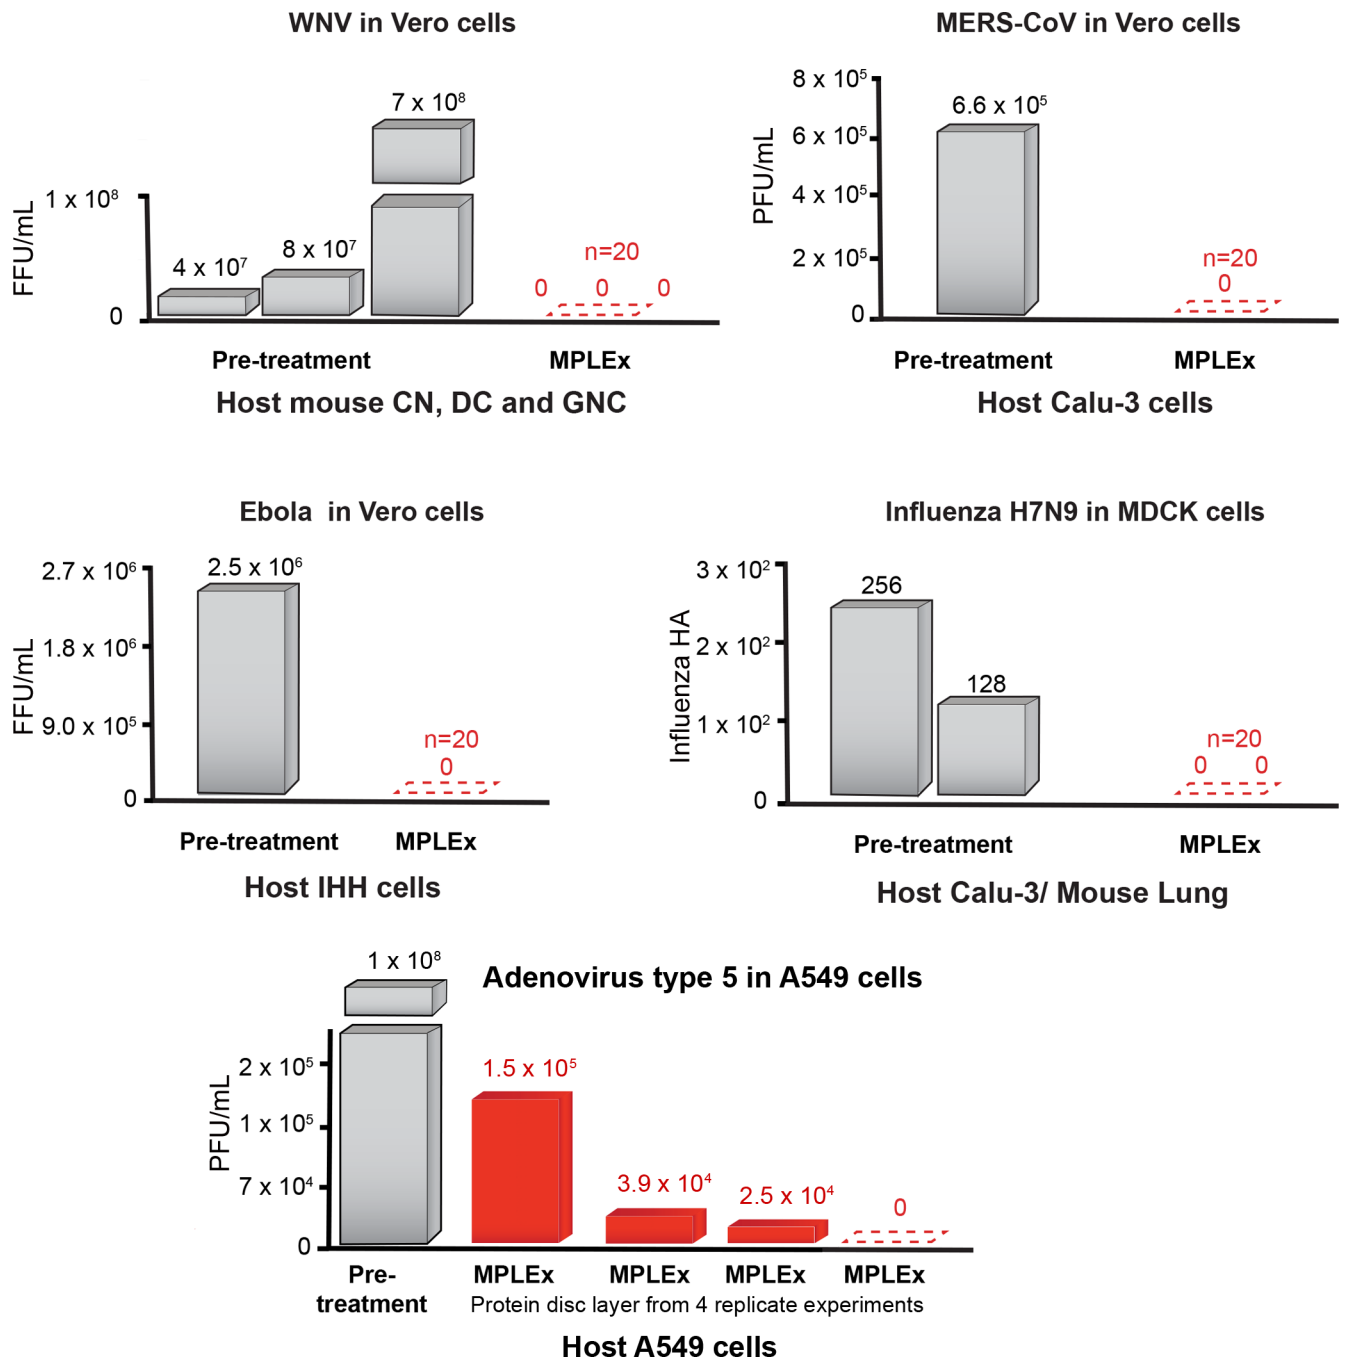 WNV in Vero cells
7 x 10⁸
1 x 10⁸
8 x 10⁷
4 x 10⁷
n=20
0 0 0
FFU/mL
0
Pre-treatment MPLEx
Host mouse CN, DC and GNC
MERS-CoV in Vero cells
8 x 10⁵
6.6 x 10⁵
6 x 10⁵
4 x 10⁵
2 x 10⁵
0
PFU/mL
n=20
0
Pre-treatment MPLEx
Host Calu-3 cells
Ebola in Vero cells
2.7 x 10⁶
2.5 x 10⁶
1.8 x 10⁶
9.0 x 10⁵
0
FFU/mL
n=20
0
Pre-treatment MPLEx
Host IHH cells
Influenza H7N9 in MDCK cells
3 x 10²
256
2 x 10²
128
1 x 10²
0
Influenza HA
n=20
0 0
Pre-treatment MPLEx
Host Calu-3/ Mouse Lung
1 x 10⁸
Adenovirus type 5 in A549 cells
2 x 10⁵
1 x 10⁵
7 x 10⁴
0
PFU/mL
1.5 x 10⁵
3.9 x 10⁴
2.5 x 10⁴
0
Pre-
treatment
MPLEx MPLEx MPLEx MPLEx
Protein disc layer from 4 replicate experiments
Host A549 cells